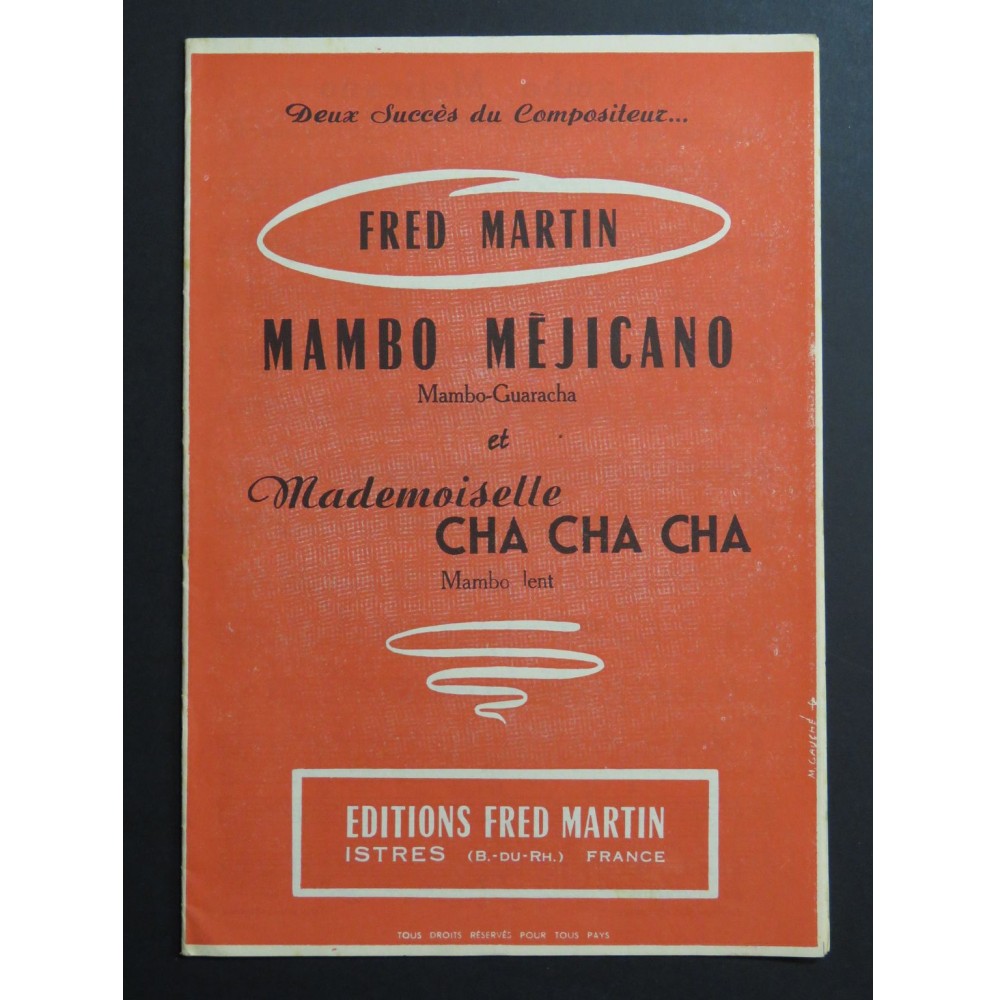 Deux Succès du Compositeur...
FRED MARTIN
MAMBO MÈJICANO
Mambo-Guaracha
et
Mademoiselle
CHA CHA CHA
Mambo lent
EDITIONS FRED MARTIN
ISTRES (B.-DU-RH.) FRANCE
TOUS DROITS RÉSERVÉS POUR TOUS PAYS